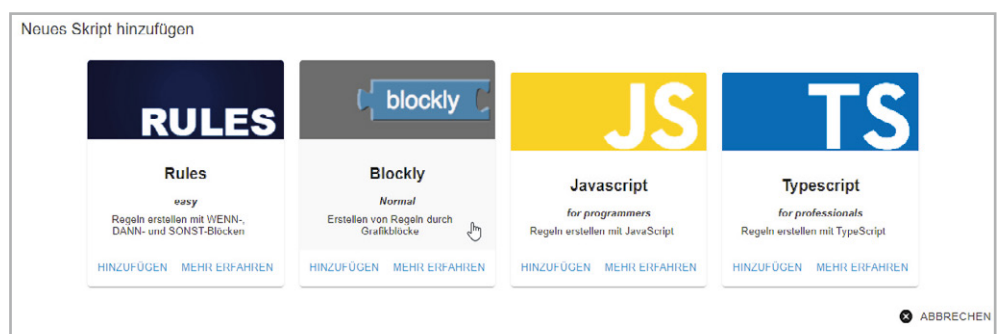 Neues Skript hinzufügen
RULES
Rules
easy
Regeln erstellen mit WENN-,
DANN- und SONST-Blöcken
HINZUFÜGEN MEHR ERFAHREN
blockly
Blockly
Normal
Erstellen von Regeln durch
Grafikblöcke
HINZUFÜGEN MEHR ERFAHREN
JS
Javascript
for programmers
Regeln erstellen mit JavaScript
HINZUFÜGEN MEHR ERFAHREN
TS
Typescript
for professionals
Regeln erstellen mit TypeScript
HINZUFÜGEN MEHR ERFAHREN
ABBRECHEN